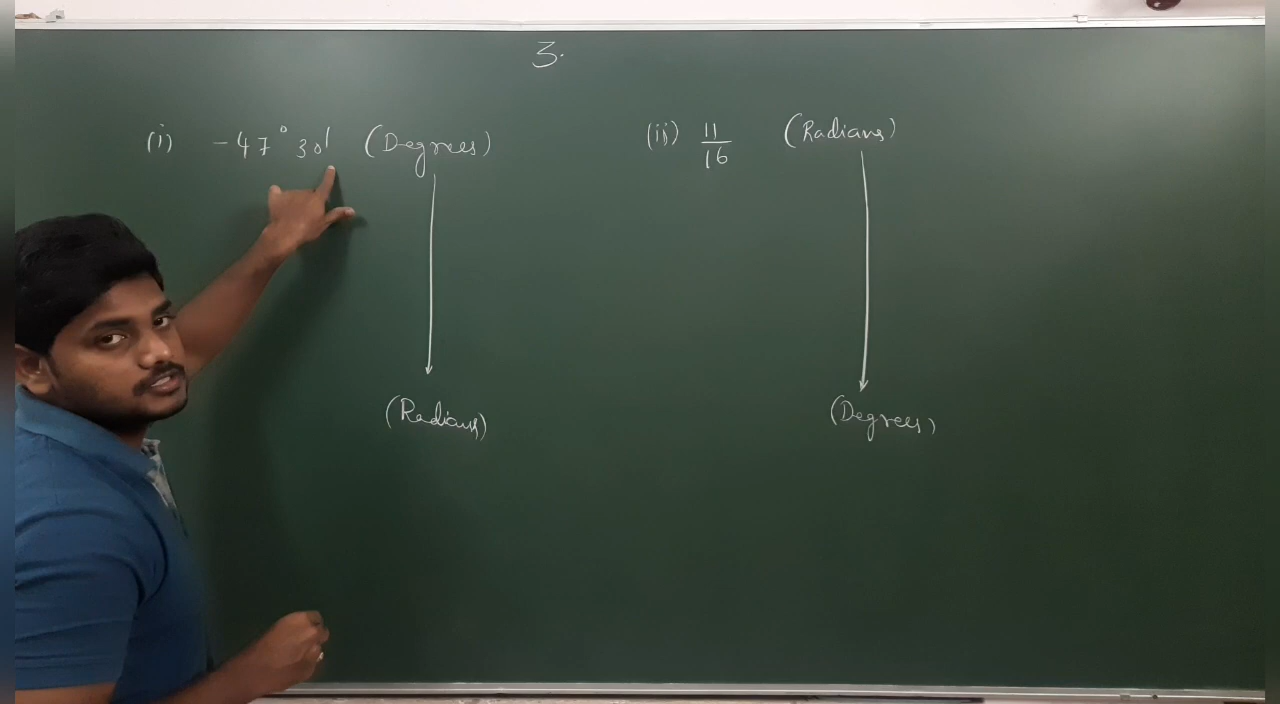 3.
(i) -47° 30' (Degrees)
(Radians)
(ii) 11/16 (Radians)
(Degrees)